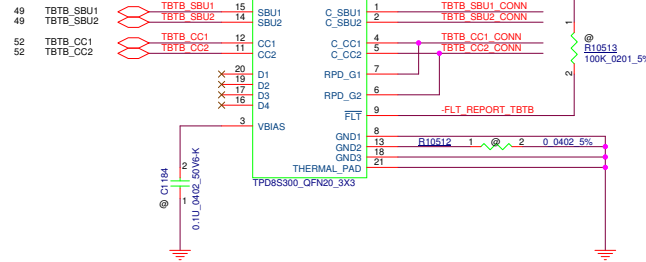 49 TBTB_SBU1 TBTB_SBU1 15 SBU1 C_SBU1 1 TBTB_SBU1_CONN
49 TBTB_SBU2 TBTB_SBU2 14 SBU2 C_SBU2 2 TBTB_SBU2_CONN
52 TBTB_CC1 TBTB_CC1 12 CC1 C_CC1 4 TBTB_CC1_CONN
52 TBTB_CC2 TBTB_CC2 11 CC2 C_CC2 5 TBTB_CC2_CONN
1
@
R10513
100K_0201_5%
2
20 D1 RPD_G1 7
19 D2
17 D3 RPD_G2 6
16 D4
FLT 9 -FLT_REPORT_TBTB
3 VBIAS
GND1 8
GND2 13 R10512 1 @ 2 0_0402_5%
GND3 18
THERMAL_PAD 21
TPD8S300_QFN20_3X3
2
1
@ C1184
0.1U_0402_50V6-K